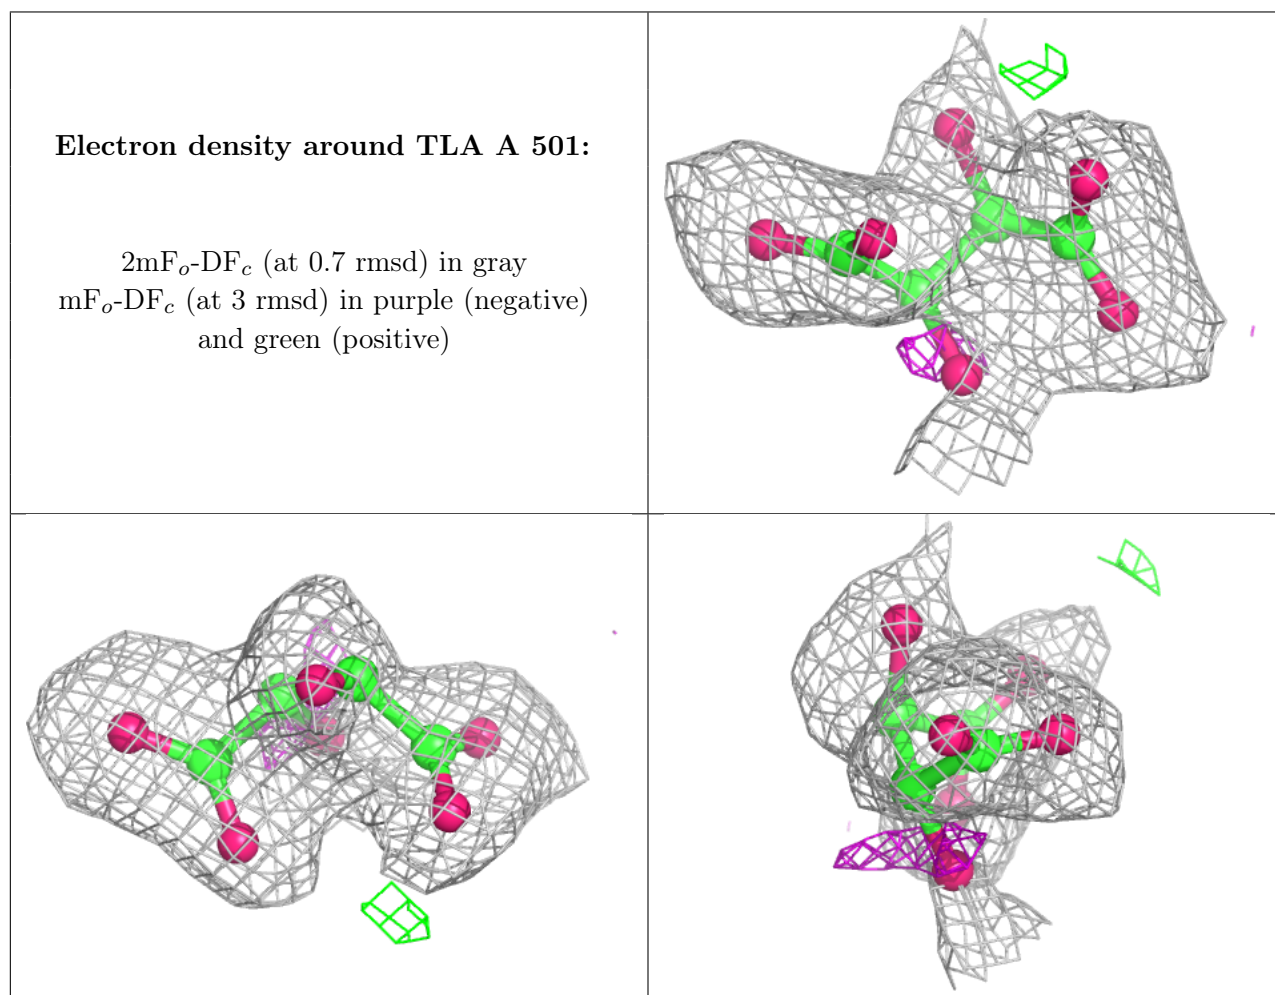 Electron density around TLA A 501:
2mFo-DFc (at 0.7 rmsd) in gray
mFo-DFc (at 3 rmsd) in purple (negative)
and green (positive)